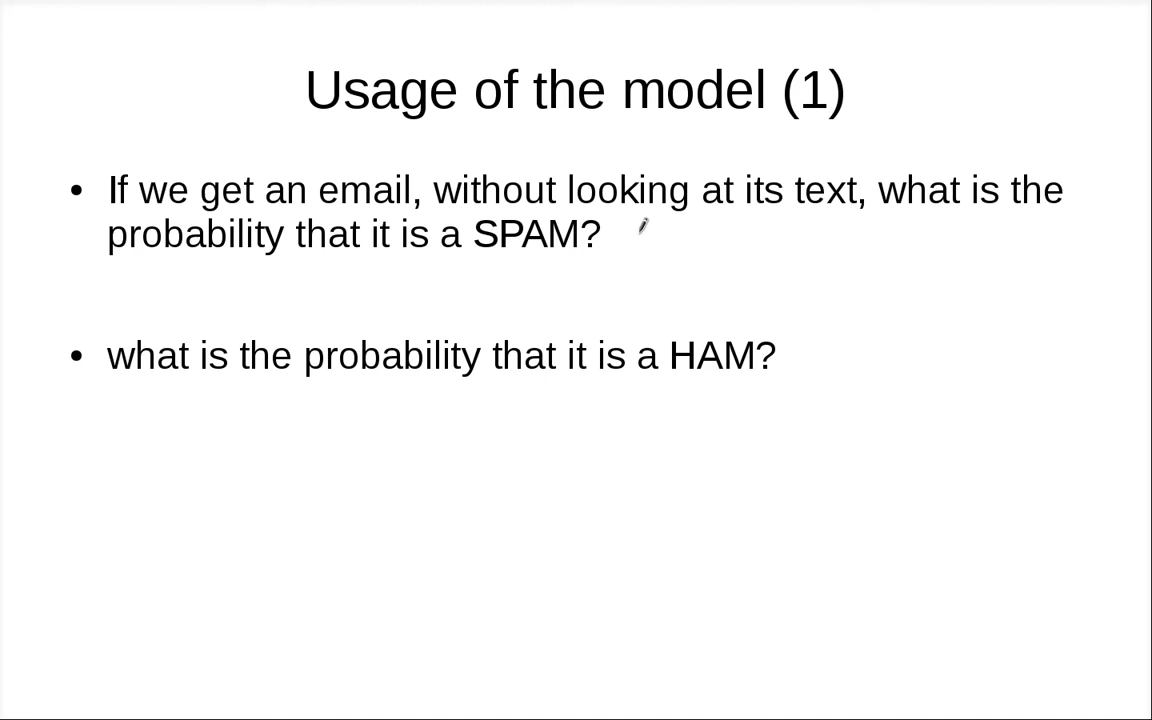 Usage of the model (1)
• If we get an email, without looking at its text, what is the
probability that it is a SPAM?
• what is the probability that it is a HAM?